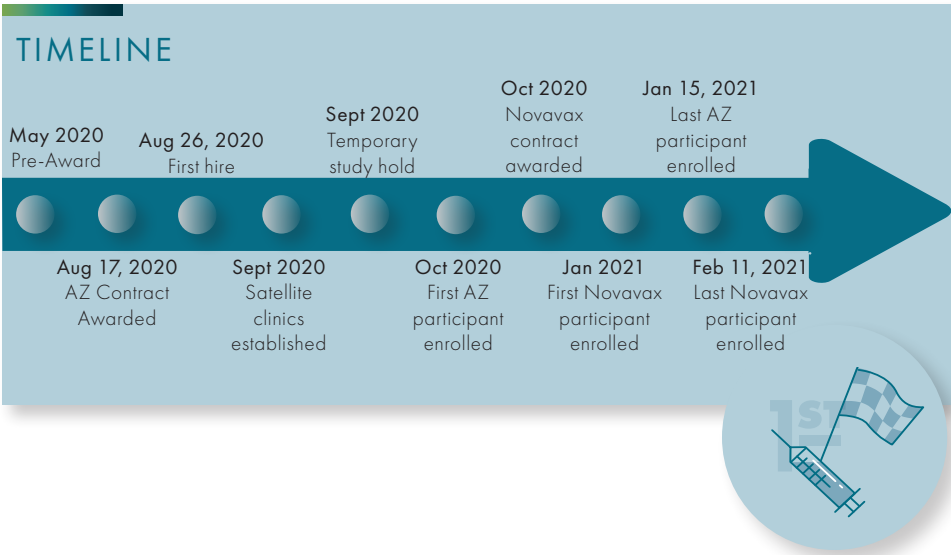 TIMELINE
May 2020
Pre-Award
Aug 17, 2020
AZ Contract
Awarded
Aug 26, 2020
First hire
Sept 2020
Satellite
clinics
established
Sept 2020
Temporary
study hold
Oct 2020
First AZ
participant
enrolled
Oct 2020
Novavax
contract
awarded
Jan 2021
First Novavax
participant
enrolled
Jan 15, 2021
Last AZ
participant
enrolled
Feb 11, 2021
Last Novavax
participant
enrolled
1ST